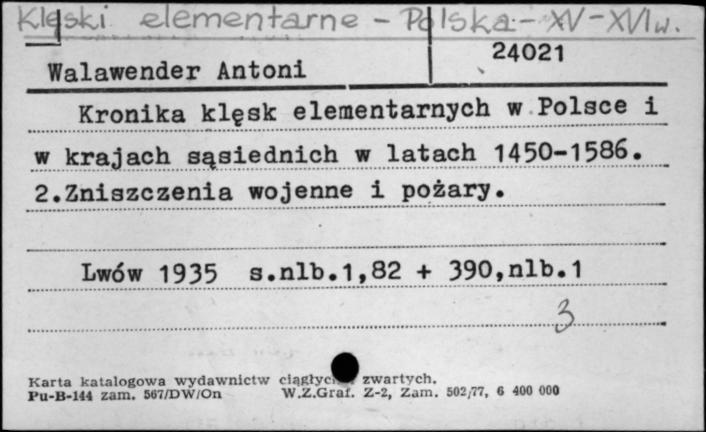 Klęski elementarne - Polska - XV-XVI w.
24021
Walawender Antoni
Kronika klęsk elementarnych w Polsce i
w krajach sąsiednich w latach 1450-1586.
2.Zniszczenia wojenne i pożary.
Lwów 1935 s.nlb.1,82 + 390,nlb.1
3
Karta katalogowa wydawnictw zwartych.
Pu-B-144 zam. 567/DW/On W.Z.Graf. Z-2, Zam. 502/77, 6 400 000